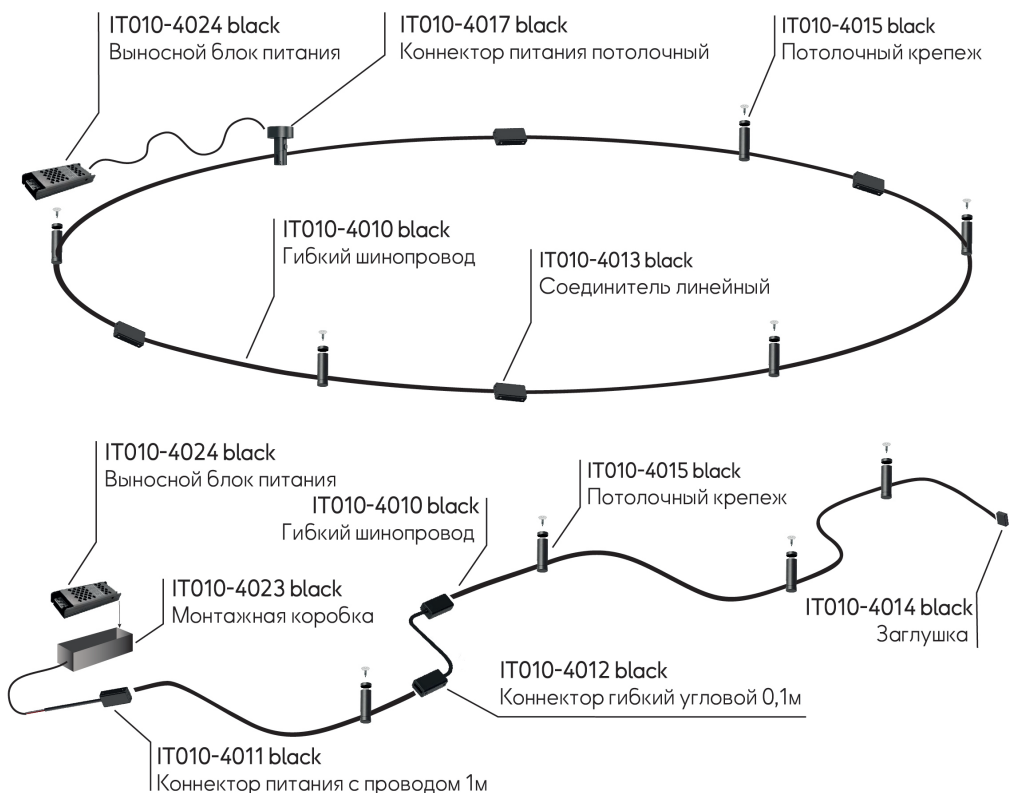 IT010-4024 black
Выносной блок питания
IT010-4017 black
Коннектор питания потолочный
IT010-4015 black
Потолочный крепеж
IT010-4010 black
Гибкий шинопровод
IT010-4013 black
Соединитель линейный
IT010-4024 black
Выносной блок питания
IT010-4010 black
Гибкий шинопровод
IT010-4015 black
Потолочный крепеж
IT010-4023 black
Монтажная коробка
IT010-4014 black
Заглушка
IT010-4012 black
Коннектор гибкий угловой 0,1м
IT010-4011 black
Коннектор питания с проводом 1м